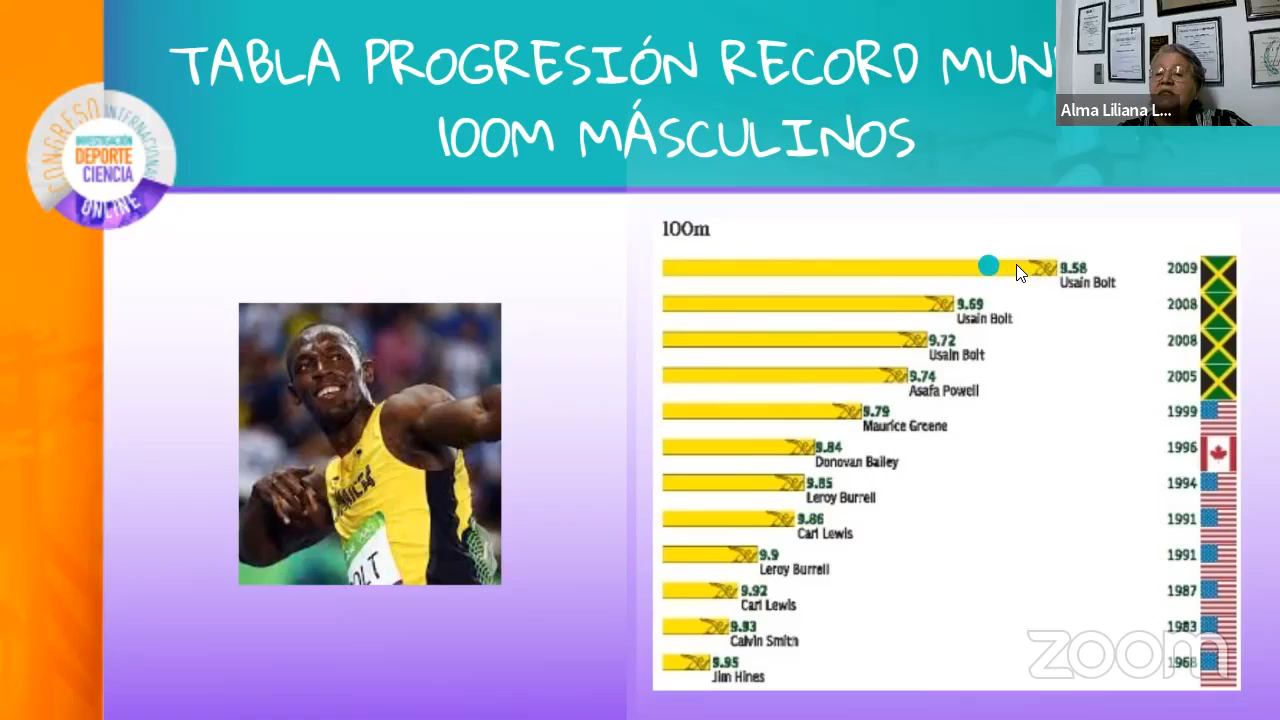 TABLA PROGRESIÓN RECORD MUN
100M MÁSCULINOS
Alma Liliana L...
CONGRESO INTERNACIONAL
INVESTIGACIÓN
DEPORTE
CIENCIA
ONLINE
100m
9.58 2009
Usain Bolt
9.69 2008
Usain Bolt
9.72 2008
Usain Bolt
9.74 2005
Asafa Powell
9.79 1999
Maurice Greene
9.84 1996
Donovan Bailey
9.85 1994
Leroy Burrell
9.86 1991
Carl Lewis
9.9 1991
Leroy Burrell
9.92 1987
Carl Lewis
9.93 1983
Calvin Smith
9.95 1968
Jim Hines
zoom